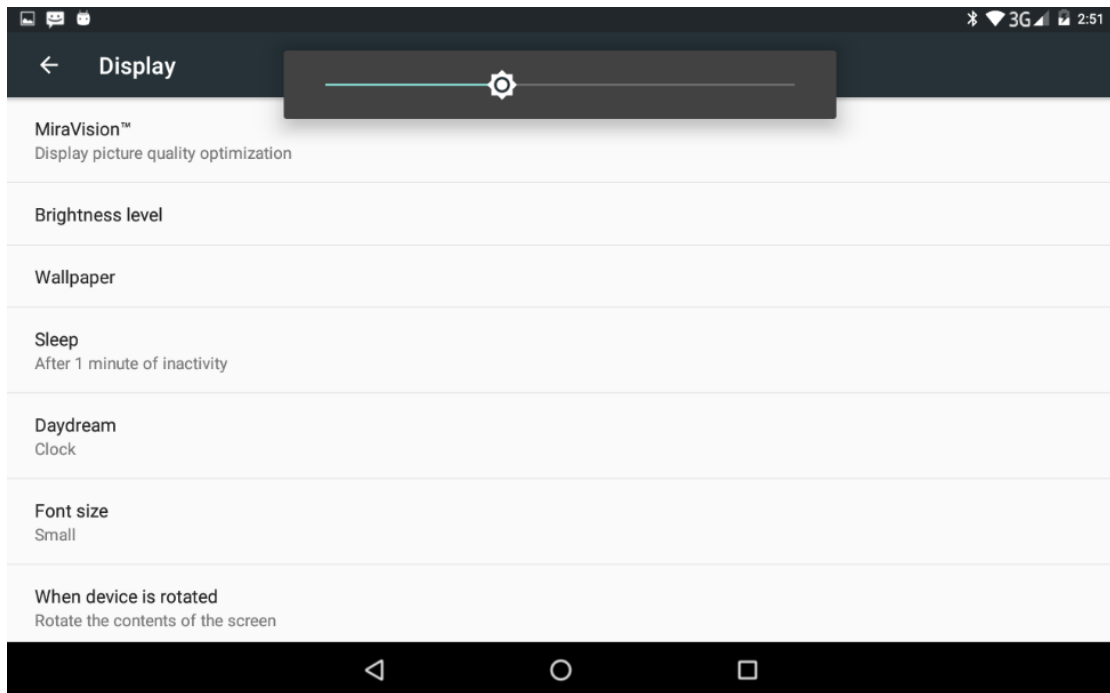 3G 2:51
Display
MiraVision™
Display picture quality optimization
Brightness level
Wallpaper
Sleep
After 1 minute of inactivity
Daydream
Clock
Font size
Small
When device is rotated
Rotate the contents of the screen